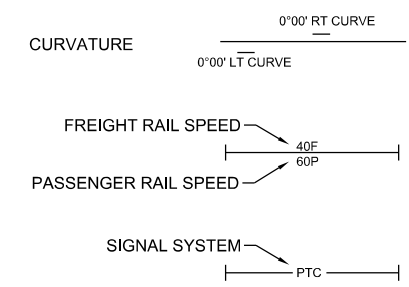 0°00' RT CURVE
CURVATURE
0°00' LT CURVE
FREIGHT RAIL SPEED
40F
60P
PASSENGER RAIL SPEED
SIGNAL SYSTEM
PTC